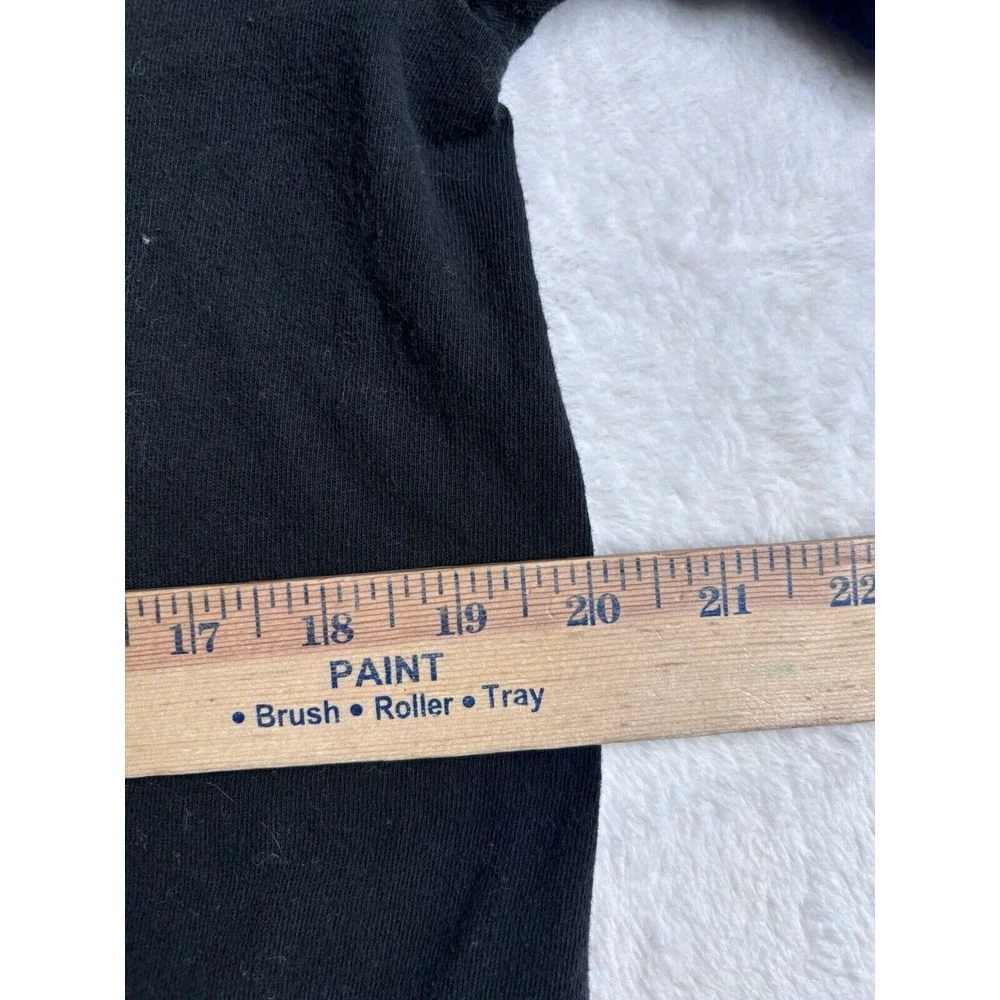 17 18 19 20 21 22
PAINT
• Brush • Roller • Tray